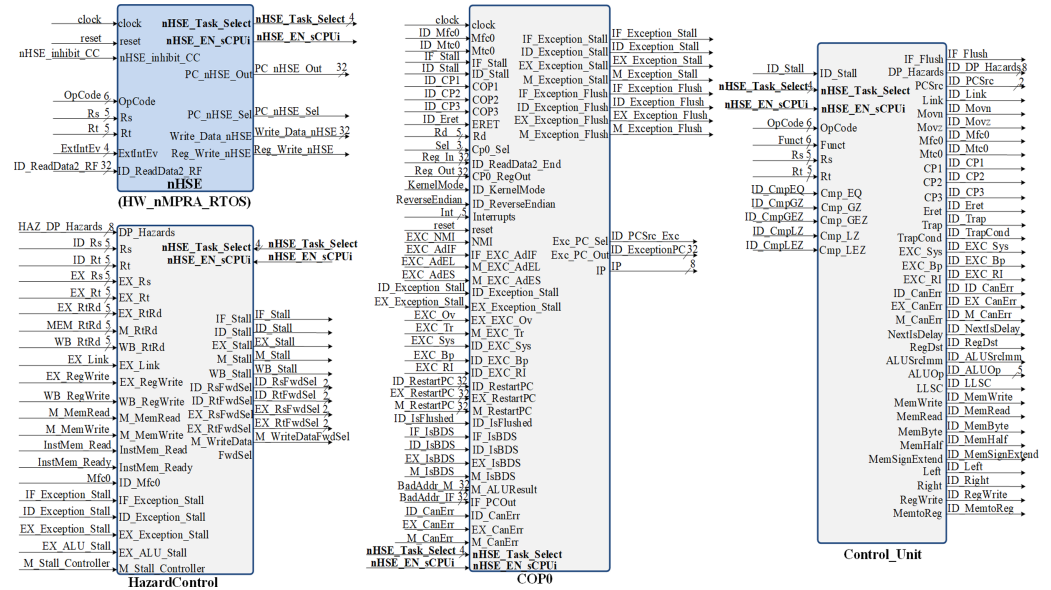 clock clock nHSE_Task_Select nHSE_Task_Select 4
reset reset nHSE_EN_sCPUi nHSE_EN_sCPUi
nHSE_inhibit_CC nHSE_inhibit_CC
PC_nHSE_Out PC_nHSE_Out 32
OpCode 6 OpCode
Rs 5 Rs PC_nHSE_Sel PC_nHSE_Sel
Rt 5 Rt Write_Data_nHSE Write_Data_nHSE 32
ExtIntEv 4 ExtIntEv Reg_Write_nHSE Reg_Write_nHSE
ID_ReadData2_RF 32 ID_ReadData2_RF
nHSE
(HW_nMPRA_RTOS)
HAZ_DP_Hazards 8 DP_Hazards
ID_Rs 5 Rs nHSE_Task_Select 4 nHSE_Task_Select
ID_Rt 5 Rt nHSE_EN_sCPUi nHSE_EN_sCPUi
EX_Rs 5 EX_Rs
EX_Rt 5 EX_Rt
EX_RtRd 5 EX_RtRd IF_Stall IF_Stall
MEM RtRd 5 M_RtRd ID_Stall ID_Stall
WB_RtRd 5 WB_RtRd EX_Stall EX_Stall
EX_Link EX_Link M_Stall M_Stall
WB_Stall WB_Stall
EX_RegWrite EX_RegWrite ID_RsFwdSel ID_RsFwdSel 2
WB_RegWrite WB_RegWrite ID_RtFwdSel ID_RtFwdSel 2
M_MemRead M_MemRead EX_RsFwdSel EX_RsFwdSel 2
M_MemWrite M_MemWrite EX_RtFwdSel EX_RtFwdSel 2
InstMem_Read InstMem_Read M_WriteData M_WriteDataFwdSel
FwdSel
InstMem_Ready InstMem_Ready
Mfc0 ID_Mfc0
IF_Exception_Stall IF_Exception_Stall
ID_Exception_Stall ID_Exception_Stall
EX_Exception_Stall EX_Exception_Stall
EX_ALU_Stall EX_ALU_Stall
M_Stall_Controller M_Stall_Controller
HazardControl
clock clock
ID_Mfc0 Mfc0 IF_Exception_Stall IF_Exception_Stall
ID_Mtc0 Mtc0 ID_Exception_Stall ID_Exception_Stall
IF_Stall IF_Stall EX_Exception_Stall EX_Exception_Stall
ID_Stall ID_Stall M_Exception_Stall M_Exception_Stall
ID_CP1 COP1 IF_Exception_Flush IF_Exception_Flush
ID_CP2 COP2 ID_Exception_Flush ID_Exception_Flush
ID_CP3 COP3 EX_Exception_Flush EX_Exception_Flush
ID_Eret ERET M_Exception_Flush M_Exception_Flush
Rd 5 Rd
Sel 3 Cp0_Sel
Reg_In 32 ID_ReadData2_End
Reg_Out 32 CP0_RegOut
KernelMode ID_KernelMode
ReverseEndian ID_ReverseEndian
Int 5 Interrupts
reset reset
EXC_NMI NMI Exc_PC_Sel ID_PCSrc_Exc
EXC_AdIF IF_EXC_AdIF Exc_PC_Out ID_ExceptionPC 32
EXC_AdEL M_EXC_AdEL IP IP 8
EXC_AdES M_EXC_AdES
ID_Exception_Stall ID_Exception_Stall
EX_Exception_Stall EX_Exception_Stall
EXC_Ov EX_EXC_Ov
EXC_Tr M_EXC_Tr
EXC_Sys ID_EXC_Sys
EXC_Bp ID_EXC_Bp
EXC_RI ID_EXC_RI
ID_RestartPC 32 ID_RestartPC
EX_RestartPC 32 EX_RestartPC
M_RestartPC 32 M_RestartPC
ID_IsFlushed ID_IsFlushed
IF_IsBDS IF_IsBDS
ID_IsBDS ID_IsBDS
EX_IsBDS EX_IsBDS
M_IsBDS M_IsBDS
BadAddr_M 32 M_ALUResult
BadAddr_IF 32 IF_PCOut
ID_CanErr ID_CanErr
EX_CanErr EX_CanErr
M_CanErr M_CanErr
nHSE_Task_Select 4 nHSE_Task_Select
nHSE_EN_sCPUi nHSE_EN_sCPUi
COP0
IF_Flush IF_Flush
ID_Stall ID_Stall DP_Hazards ID_DP_Hazards 8
nHSE_Task_Select 4 nHSE_Task_Select PCSrc ID_PCSrc 2
nHSE_EN_sCPUi nHSE_EN_sCPUi Link ID_Link
Movn ID_Movn
OpCode 6 OpCode Movz ID_Movz
Funct 6 Funct Mfc0 ID_Mfc0
Rs 5 Rs Mtc0 ID_Mtc0
Rt 5 Rt CP1 ID_CP1
CP2 ID_CP2
ID_CmpEQ Cmp_EQ CP3 ID_CP3
ID_CmpGZ Cmp_GZ Eret ID_Eret
ID_CmpGEZ Cmp_GEZ Trap ID_Trap
ID_CmpLZ Cmp_LZ TrapCond ID_TrapCond
ID_CmpLEZ Cmp_LEZ EXC_Sys ID_EXC_Sys
EXC_Bp ID_EXC_Bp
EXC_RI ID_EXC_RI
ID_CanErr ID_ID_CanErr
EX_CanErr ID_EX_CanErr
M_CanErr ID_M_CanErr
NextIsDelay ID_NextIsDelay
RegDst ID_RegDst
ALUSrcImm ID_ALUSrcImm
ALUOp ID_ALUOp 5
LLSC ID_LLSC
MemWrite ID_MemWrite
MemRead ID_MemRead
MemByte ID_MemByte
MemHalf ID_MemHalf
MemSignExtend ID_MemSignExtend
Left ID_Left
Right ID_Right
RegWrite ID_RegWrite
MemtoReg ID_MemtoReg
Control_Unit